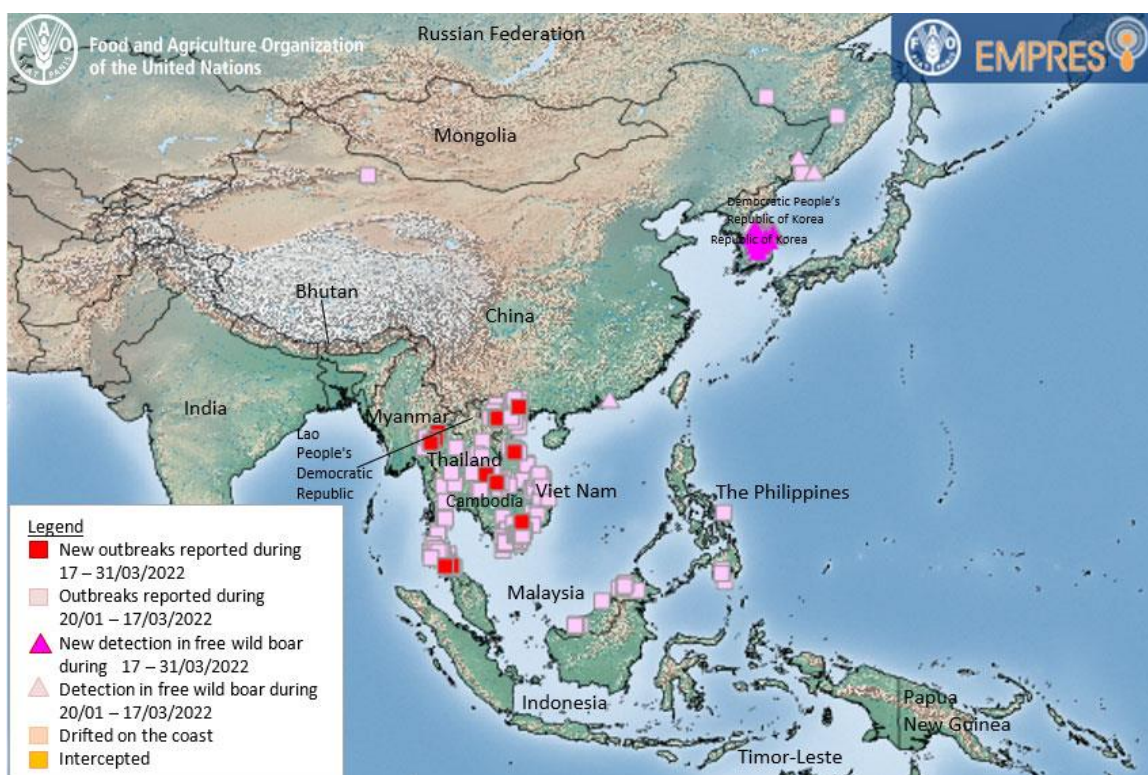 Food and Agriculture Organization
of the United Nations
FAO
FIAT PANIS
EMPRES
Russian Federation
Mongolia
Democratic People's
Republic of Korea
Republic of Korea
Bhutan
China
India
Myanmar
Lao
People's
Democratic
Republic
Thailand
Cambodia
Viet Nam
The Philippines
Malaysia
Indonesia
Papua
New Guinea
Timor-Leste
Legend
New outbreaks reported during
17 – 31/03/2022
Outbreaks reported during
20/01 – 17/03/2022
New detection in free wild boar
during 17 – 31/03/2022
Detection in free wild boar during
20/01 – 17/03/2022
Drifted on the coast
Intercepted